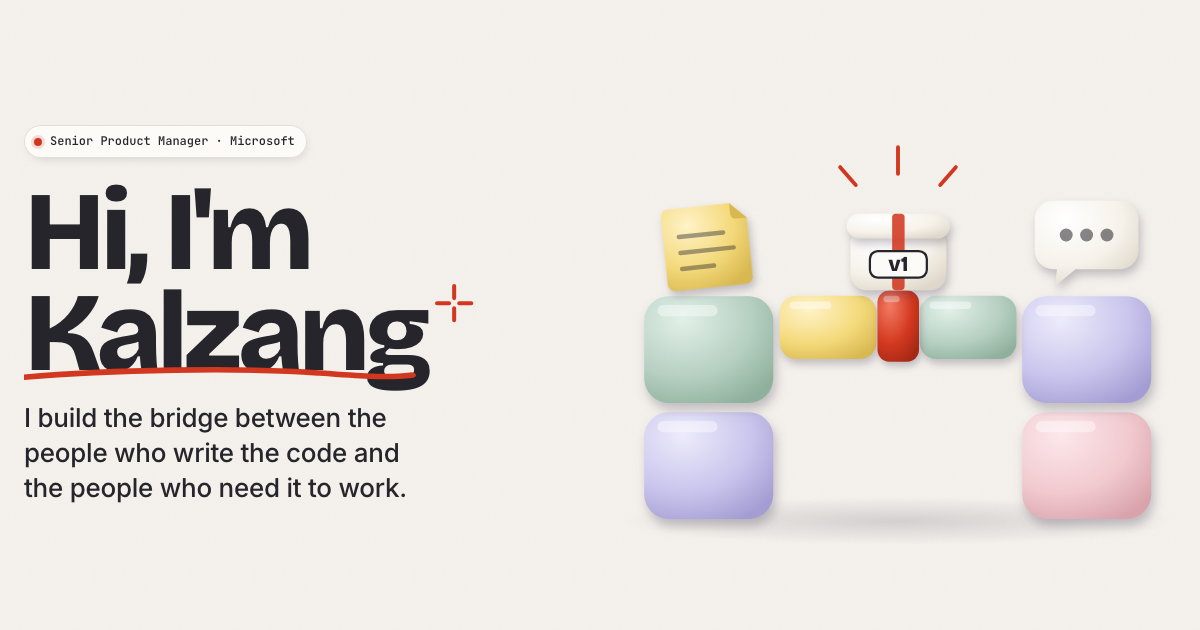 Senior Product Manager · Microsoft
Hi, I'm
Kalzang
I build the bridge between the
people who write the code and
the people who need it to work.
v1